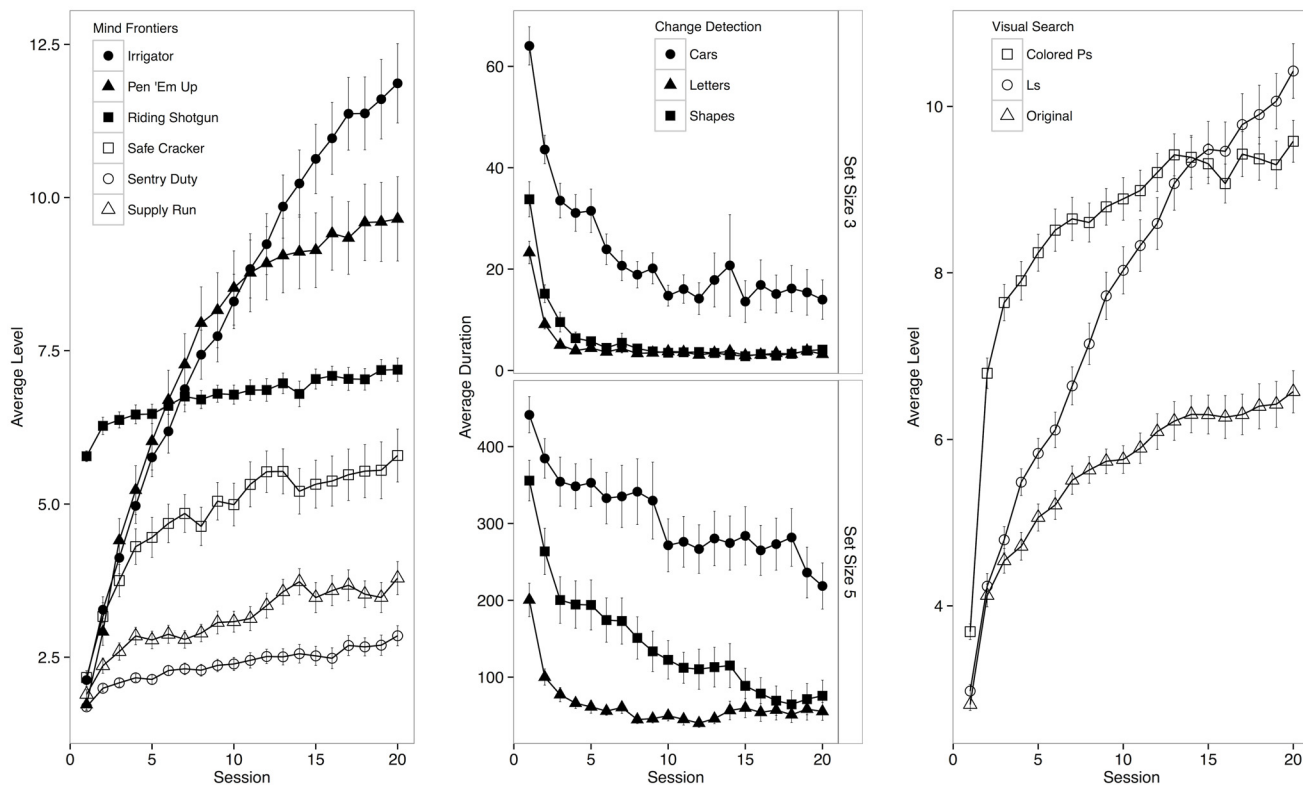 Mind Frontiers
Irrigator
Pen 'Em Up
Riding Shotgun
Safe Cracker
Sentry Duty
Supply Run
Average Level
12.5
10.0
7.5
5.0
2.5
0
5
10
15
20
Session
Change Detection
Cars
Letters
Shapes
Average Duration
60
40
20
0
Set Size 3
400
300
200
100
Set Size 5
0
5
10
15
20
Session
Visual Search
Colored Ps
Ls
Original
Average Level
10
8
6
4
0
5
10
15
20
Session